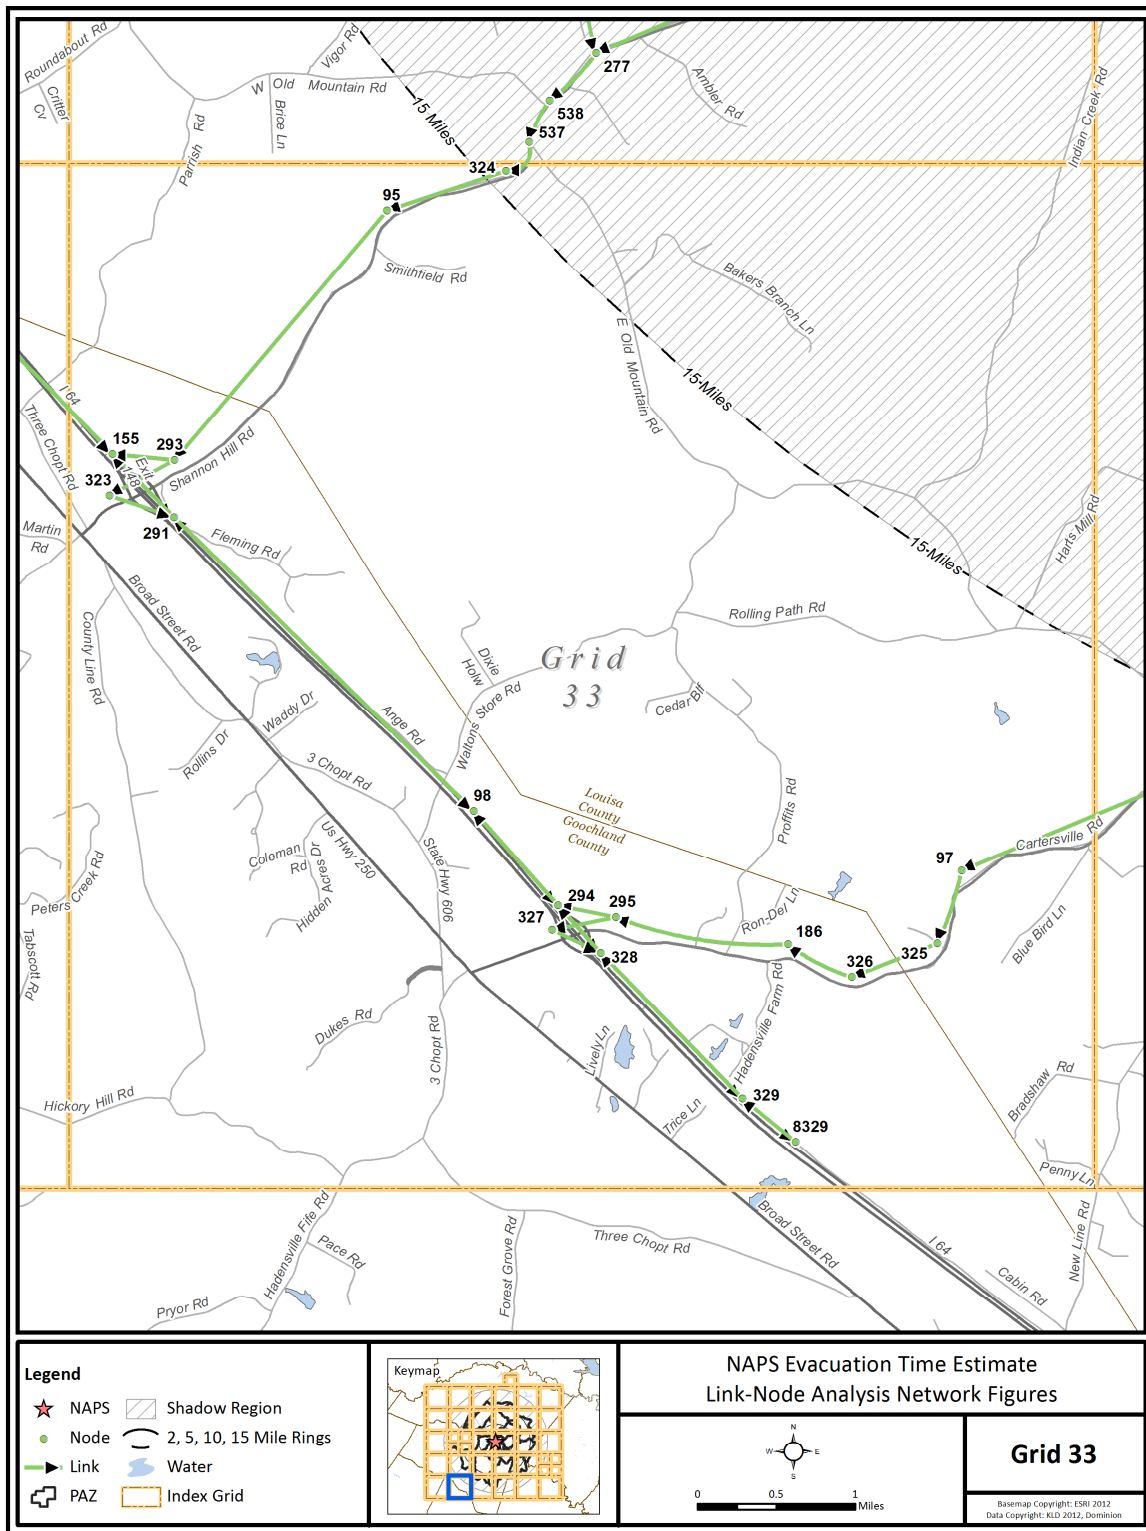 Roundabout Rd
Vigor Rd
277
Ambler Rd
Indian Creek Rd
Critter
Cv
W Old Mountain Rd
Brice Ln
15 Miles
538
537
Parrish Rd
324
95
Smithfield Rd
Bakers Branch Ln
E Old Mountain Rd
15 Miles
I 64
Three Chopt Rd
155
293
Exit
148
323
Shannon Hill Rd
291
Martin
Rd
Fleming Rd
15 Miles
Harts Mill Rd
Broad Street Rd
County Line Rd
Rolling Path Rd
Dixie
Holw
Grid
33
Waltons Store Rd
Cedar Blf
Waddy Dr
Rollins Dr
Ange Rd
3 Chopt Rd
98
Louisa
County
Goochland
County
Proffits Rd
Us Hwy 250
State Hwy 606
Coloman
Rd
Hidden Acres Dr
Peters Creek Rd
Tabscott Rd
Cartersville Rd
97
294
295
327
328
Ron-Del Ln
186
326
325
Blue Bird Ln
Dukes Rd
3 Chopt Rd
Lively Ln
Hadensville Farm Rd
Hickory Hill Rd
Trice Ln
329
8329
Bradshaw Rd
Penny Ln
Hadensville Fife Rd
Pace Rd
Pryor Rd
Forest Grove Rd
Three Chopt Rd
Broad Street Rd
I 64
Cabin Rd
New Line Rd
Legend
NAPS
Shadow Region
Node
2, 5, 10, 15 Mile Rings
Link
Water
PAZ
Index Grid
Keymap
NAPS Evacuation Time Estimate
Link-Node Analysis Network Figures
N
W
E
S
0
0.5
1
Miles
Grid 33
Basemap Copyright: ESRI 2012
Data Copyright: KLD 2012, Dominion